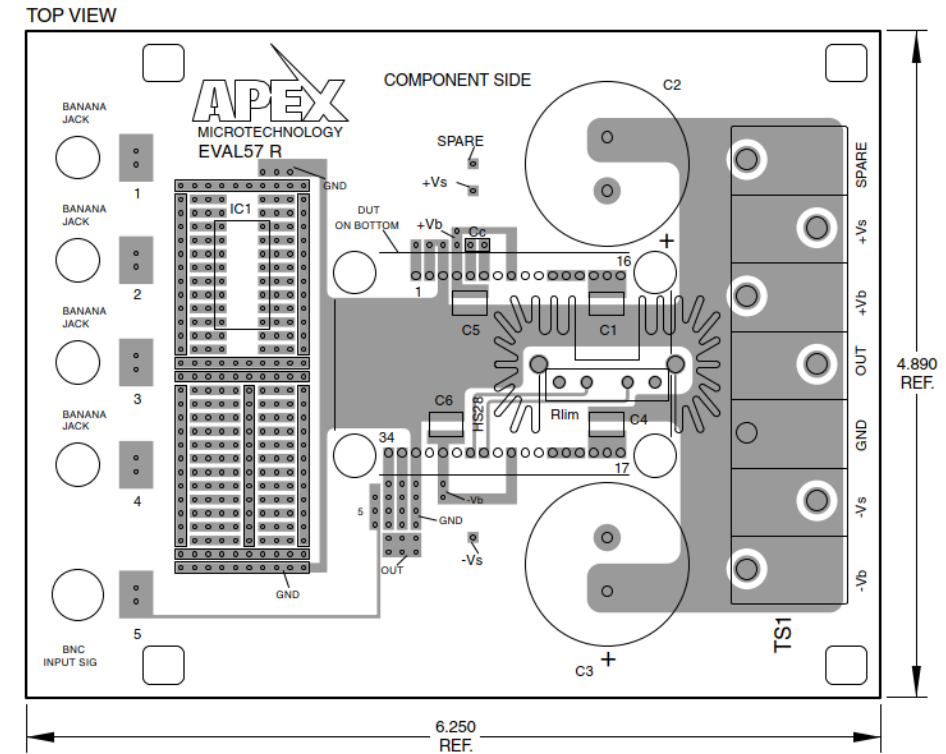 TOP VIEW
APEX
MICROTECHNOLOGY
EVAL57 R
COMPONENT SIDE
C2
BANANA
JACK
1
BANANA
JACK
2
BANANA
JACK
3
BANANA
JACK
4
5
BNC
INPUT SIG
GND
IC1
GND
SPARE
+Vs
DUT
ON BOTTOM
+Vb
Cc
+
1
16
C5
C1
C6
HS28
Rlim
C4
34
17
5
-Vb
GND
OUT
-Vs
C3
+
SPARE
+Vs
+Vb
OUT
GND
-Vs
-Vb
TS1
4.890
REF.
6.250
REF.